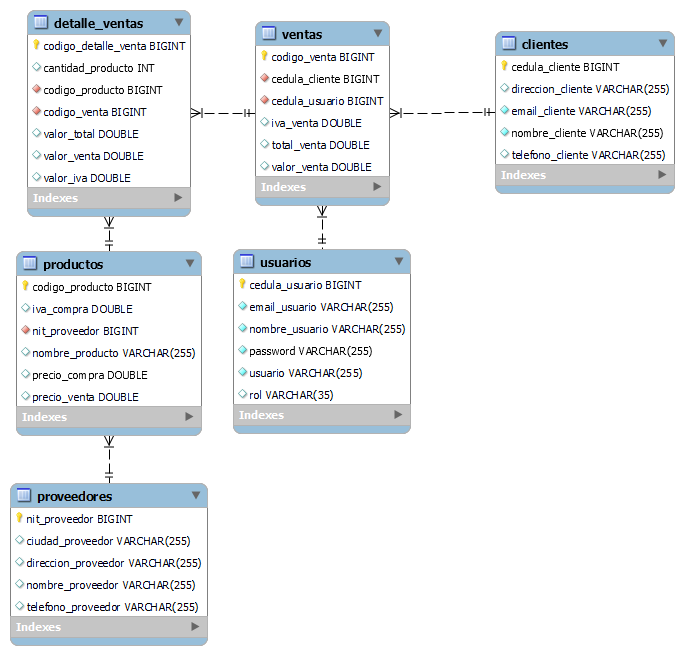 detalle_ventas
codigo_detalle_venta BIGINT
cantidad_producto INT
codigo_producto BIGINT
codigo_venta BIGINT
valor_total DOUBLE
valor_venta DOUBLE
valor_iva DOUBLE
Indexes
ventas
codigo_venta BIGINT
cedula_cliente BIGINT
cedula_usuario BIGINT
iva_venta DOUBLE
total_venta DOUBLE
valor_venta DOUBLE
Indexes
clientes
cedula_cliente BIGINT
direccion_cliente VARCHAR(255)
email_cliente VARCHAR(255)
nombre_cliente VARCHAR(255)
telefono_cliente VARCHAR(255)
Indexes
productos
codigo_producto BIGINT
iva_compra DOUBLE
nit_proveedor BIGINT
nombre_producto VARCHAR(255)
precio_compra DOUBLE
precio_venta DOUBLE
Indexes
usuarios
cedula_usuario BIGINT
email_usuario VARCHAR(255)
nombre_usuario VARCHAR(255)
password VARCHAR(255)
usuario VARCHAR(255)
rol VARCHAR(35)
Indexes
proveedores
nit_proveedor BIGINT
ciudad_proveedor VARCHAR(255)
direccion_proveedor VARCHAR(255)
nombre_proveedor VARCHAR(255)
telefono_proveedor VARCHAR(255)
Indexes